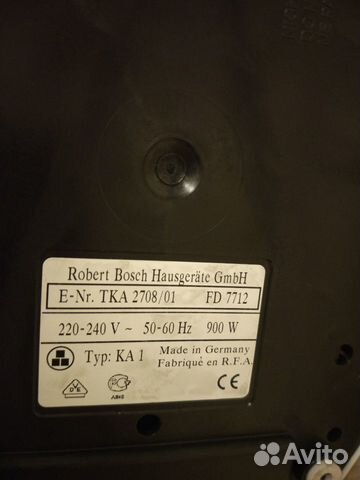 Robert Bosch Hausgeräte GmbH
E-Nr. TKA 2708/01 FD 7712
220-240 V ~ 50-60 Hz 900 W
Typ: KA 1 Made in Germany
Fabriqué en R.F.A.
VDE
CE
Avito